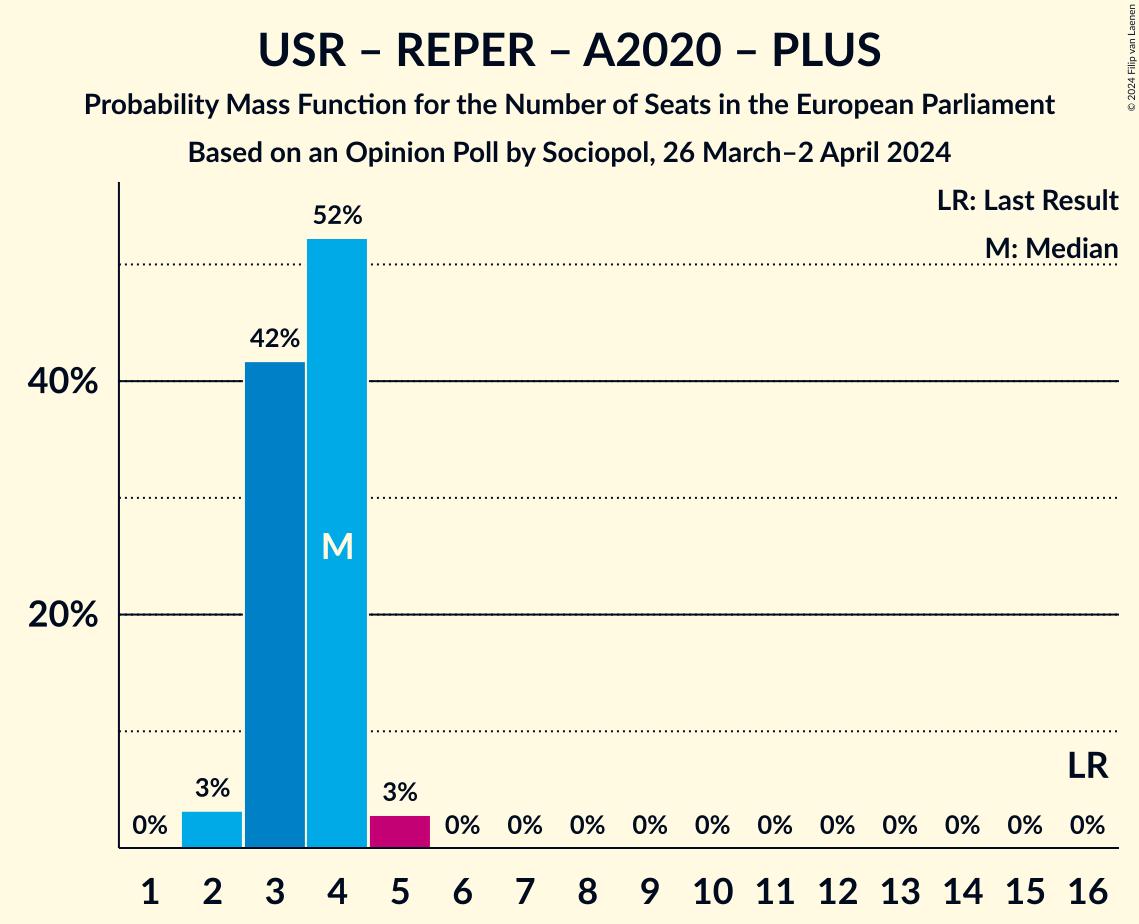 USR – REPER – A2020 – PLUS
Probability Mass Function for the Number of Seats in the European Parliament
Based on an Opinion Poll by Sociopol, 26 March–2 April 2024
© 2024 Filip van Laenen
LR: Last Result
M: Median
52%
42%
40%
M
20%
LR
3%
3%
0% 0% 0% 0% 0% 0% 0% 0% 0% 0% 0% 0%
1 2 3 4 5 6 7 8 9 10 11 12 13 14 15 16